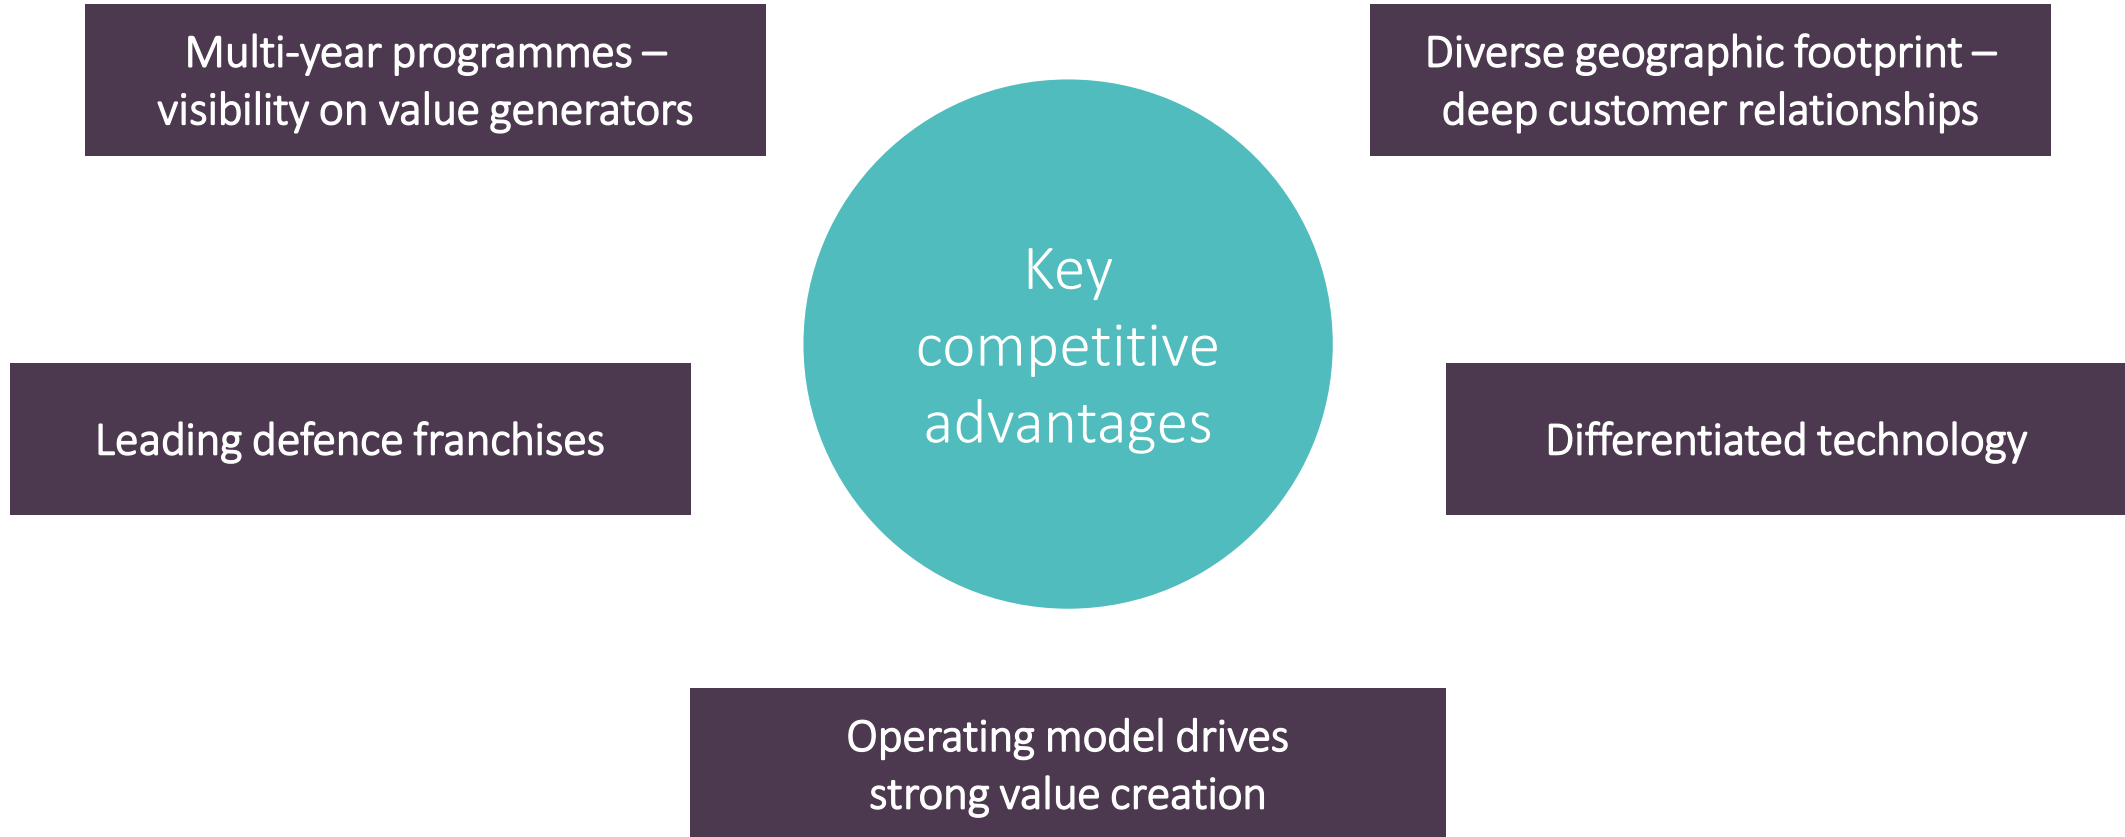 Multi-year programmes –
visibility on value generators
Diverse geographic footprint –
deep customer relationships
Key
competitive
advantages
Leading defence franchises
Differentiated technology
Operating model drives
strong value creation